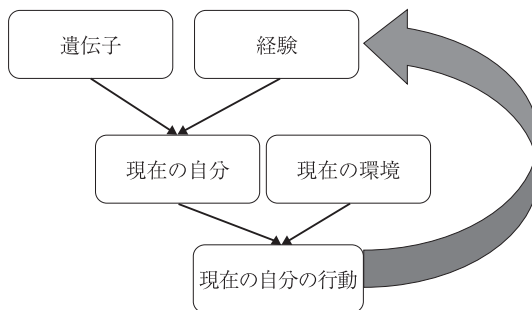 遺伝子
経験
現在の自分
現在の環境
現在の自分の行動